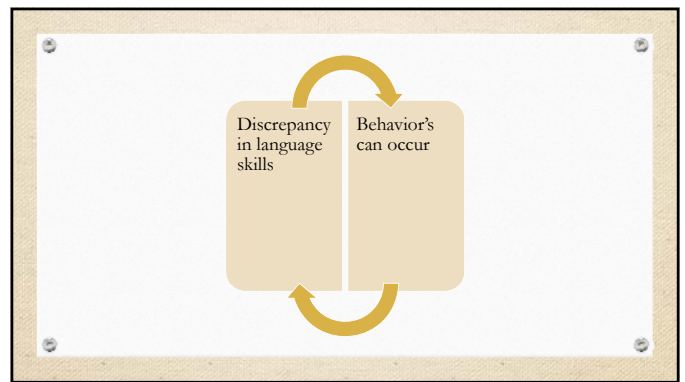 Discrepancy
in language
skills
Behavior’s
can occur